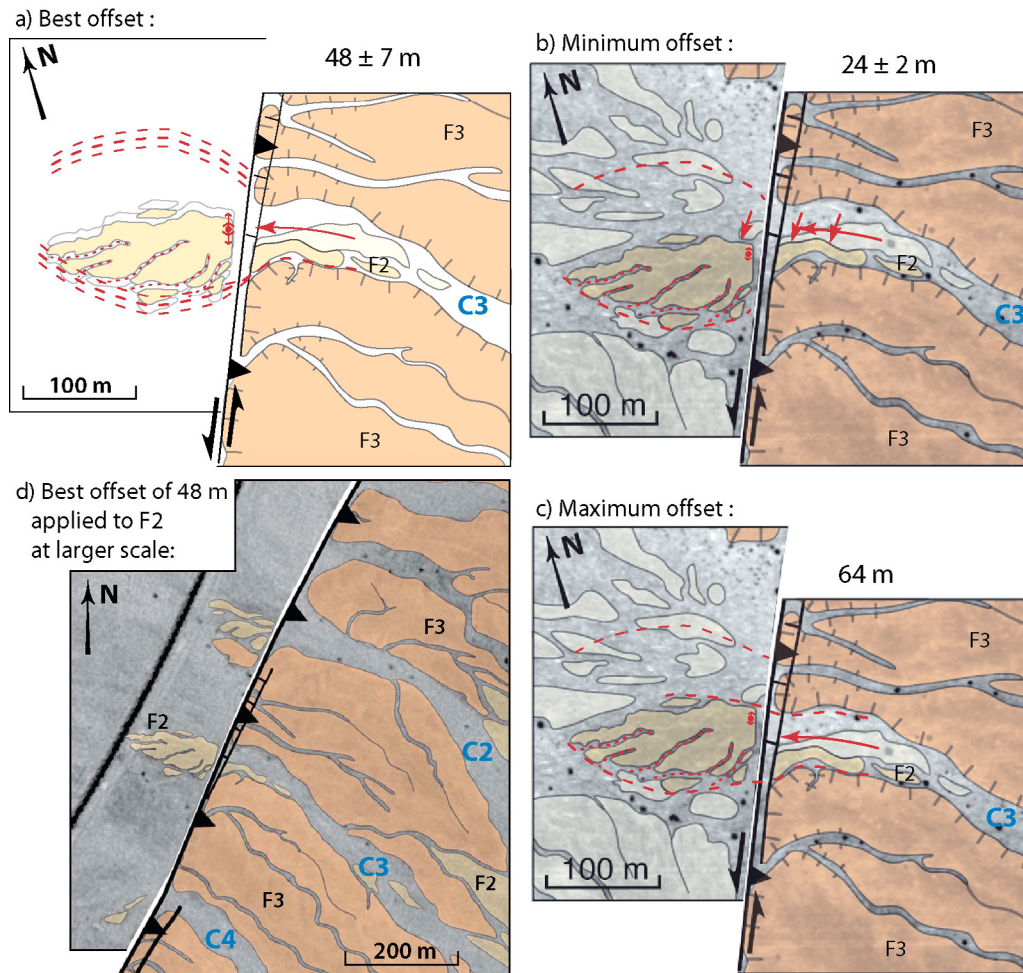 a) Best offset :
N
48 ± 7 m
F3
F2
C3
100 m
F3
b) Minimum offset :
N
24 ± 2 m
F3
F2
C3
100 m
F3
d) Best offset of 48 m
applied to F2
at larger scale:
N
F3
F2
C2
C3
F2
F3
C4
200 m
c) Maximum offset :
N
64 m
F3
F2
C3
100 m
F3